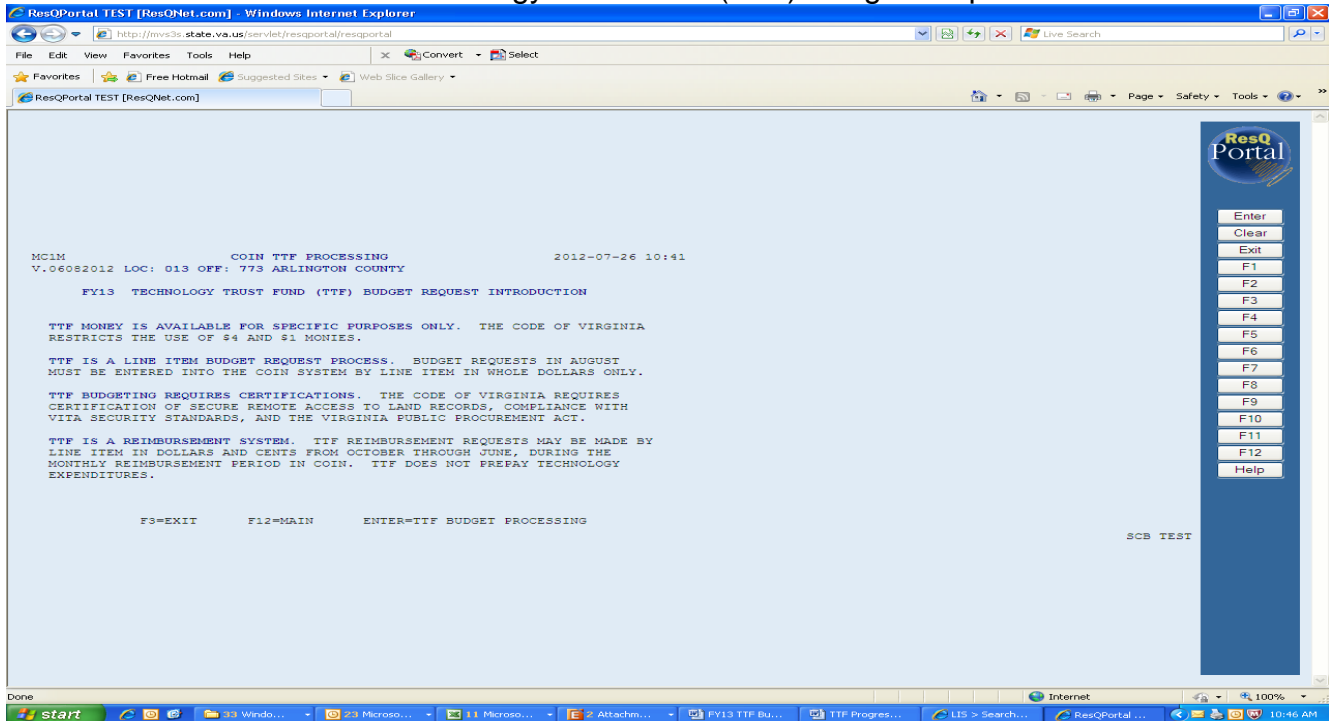 ResQPortal TEST [ResQNet.com] - Windows Internet Explorer
http://mvs3s.state.va.us/servlet/resqportal/resqportal
Live Search
File Edit View Favorites Tools Help
Convert Select
Favorites Free Hotmail Suggested Sites Web Slice Gallery
ResQPortal TEST [ResQNet.com]
Page Safety Tools
ResQ
Portal
Enter
Clear
Exit
F1
F2
F3
F4
F5
F6
F7
F8
F9
F10
F11
F12
Help
MC1M COIN TTF PROCESSING 2012-07-26 10:41
V.06082012 LOC: 013 OFF: 773 ARLINGTON COUNTY
FY13 TECHNOLOGY TRUST FUND (TTF) BUDGET REQUEST INTRODUCTION
TTF MONEY IS AVAILABLE FOR SPECIFIC PURPOSES ONLY. THE CODE OF VIRGINIA
RESTRICTS THE USE OF $4 AND $1 MONIES.
TTF IS A LINE ITEM BUDGET REQUEST PROCESS. BUDGET REQUESTS IN AUGUST
MUST BE ENTERED INTO THE COIN SYSTEM BY LINE ITEM IN WHOLE DOLLARS ONLY.
TTF BUDGETING REQUIRES CERTIFICATIONS. THE CODE OF VIRGINIA REQUIRES
CERTIFICATION OF SECURE REMOTE ACCESS TO LAND RECORDS, COMPLIANCE WITH
VITA SECURITY STANDARDS, AND THE VIRGINIA PUBLIC PROCUREMENT ACT.
TTF IS A REIMBURSEMENT SYSTEM. TTF REIMBURSEMENT REQUESTS MAY BE MADE BY
LINE ITEM IN DOLLARS AND CENTS FROM OCTOBER THROUGH JUNE, DURING THE
MONTHLY REIMBURSEMENT PERIOD IN COIN. TTF DOES NOT PREPAY TECHNOLOGY
EXPENDITURES.
F3=EXIT F12=MAIN ENTER=TTF BUDGET PROCESSING
SCB TEST
Done Internet 100%
start 33 Windo... 23 Microso... 11 Microso... 2 Attachm... FY13 TTF Bu... TTF Progres... LIS > Search... ResQPortal ... 10:46 AM